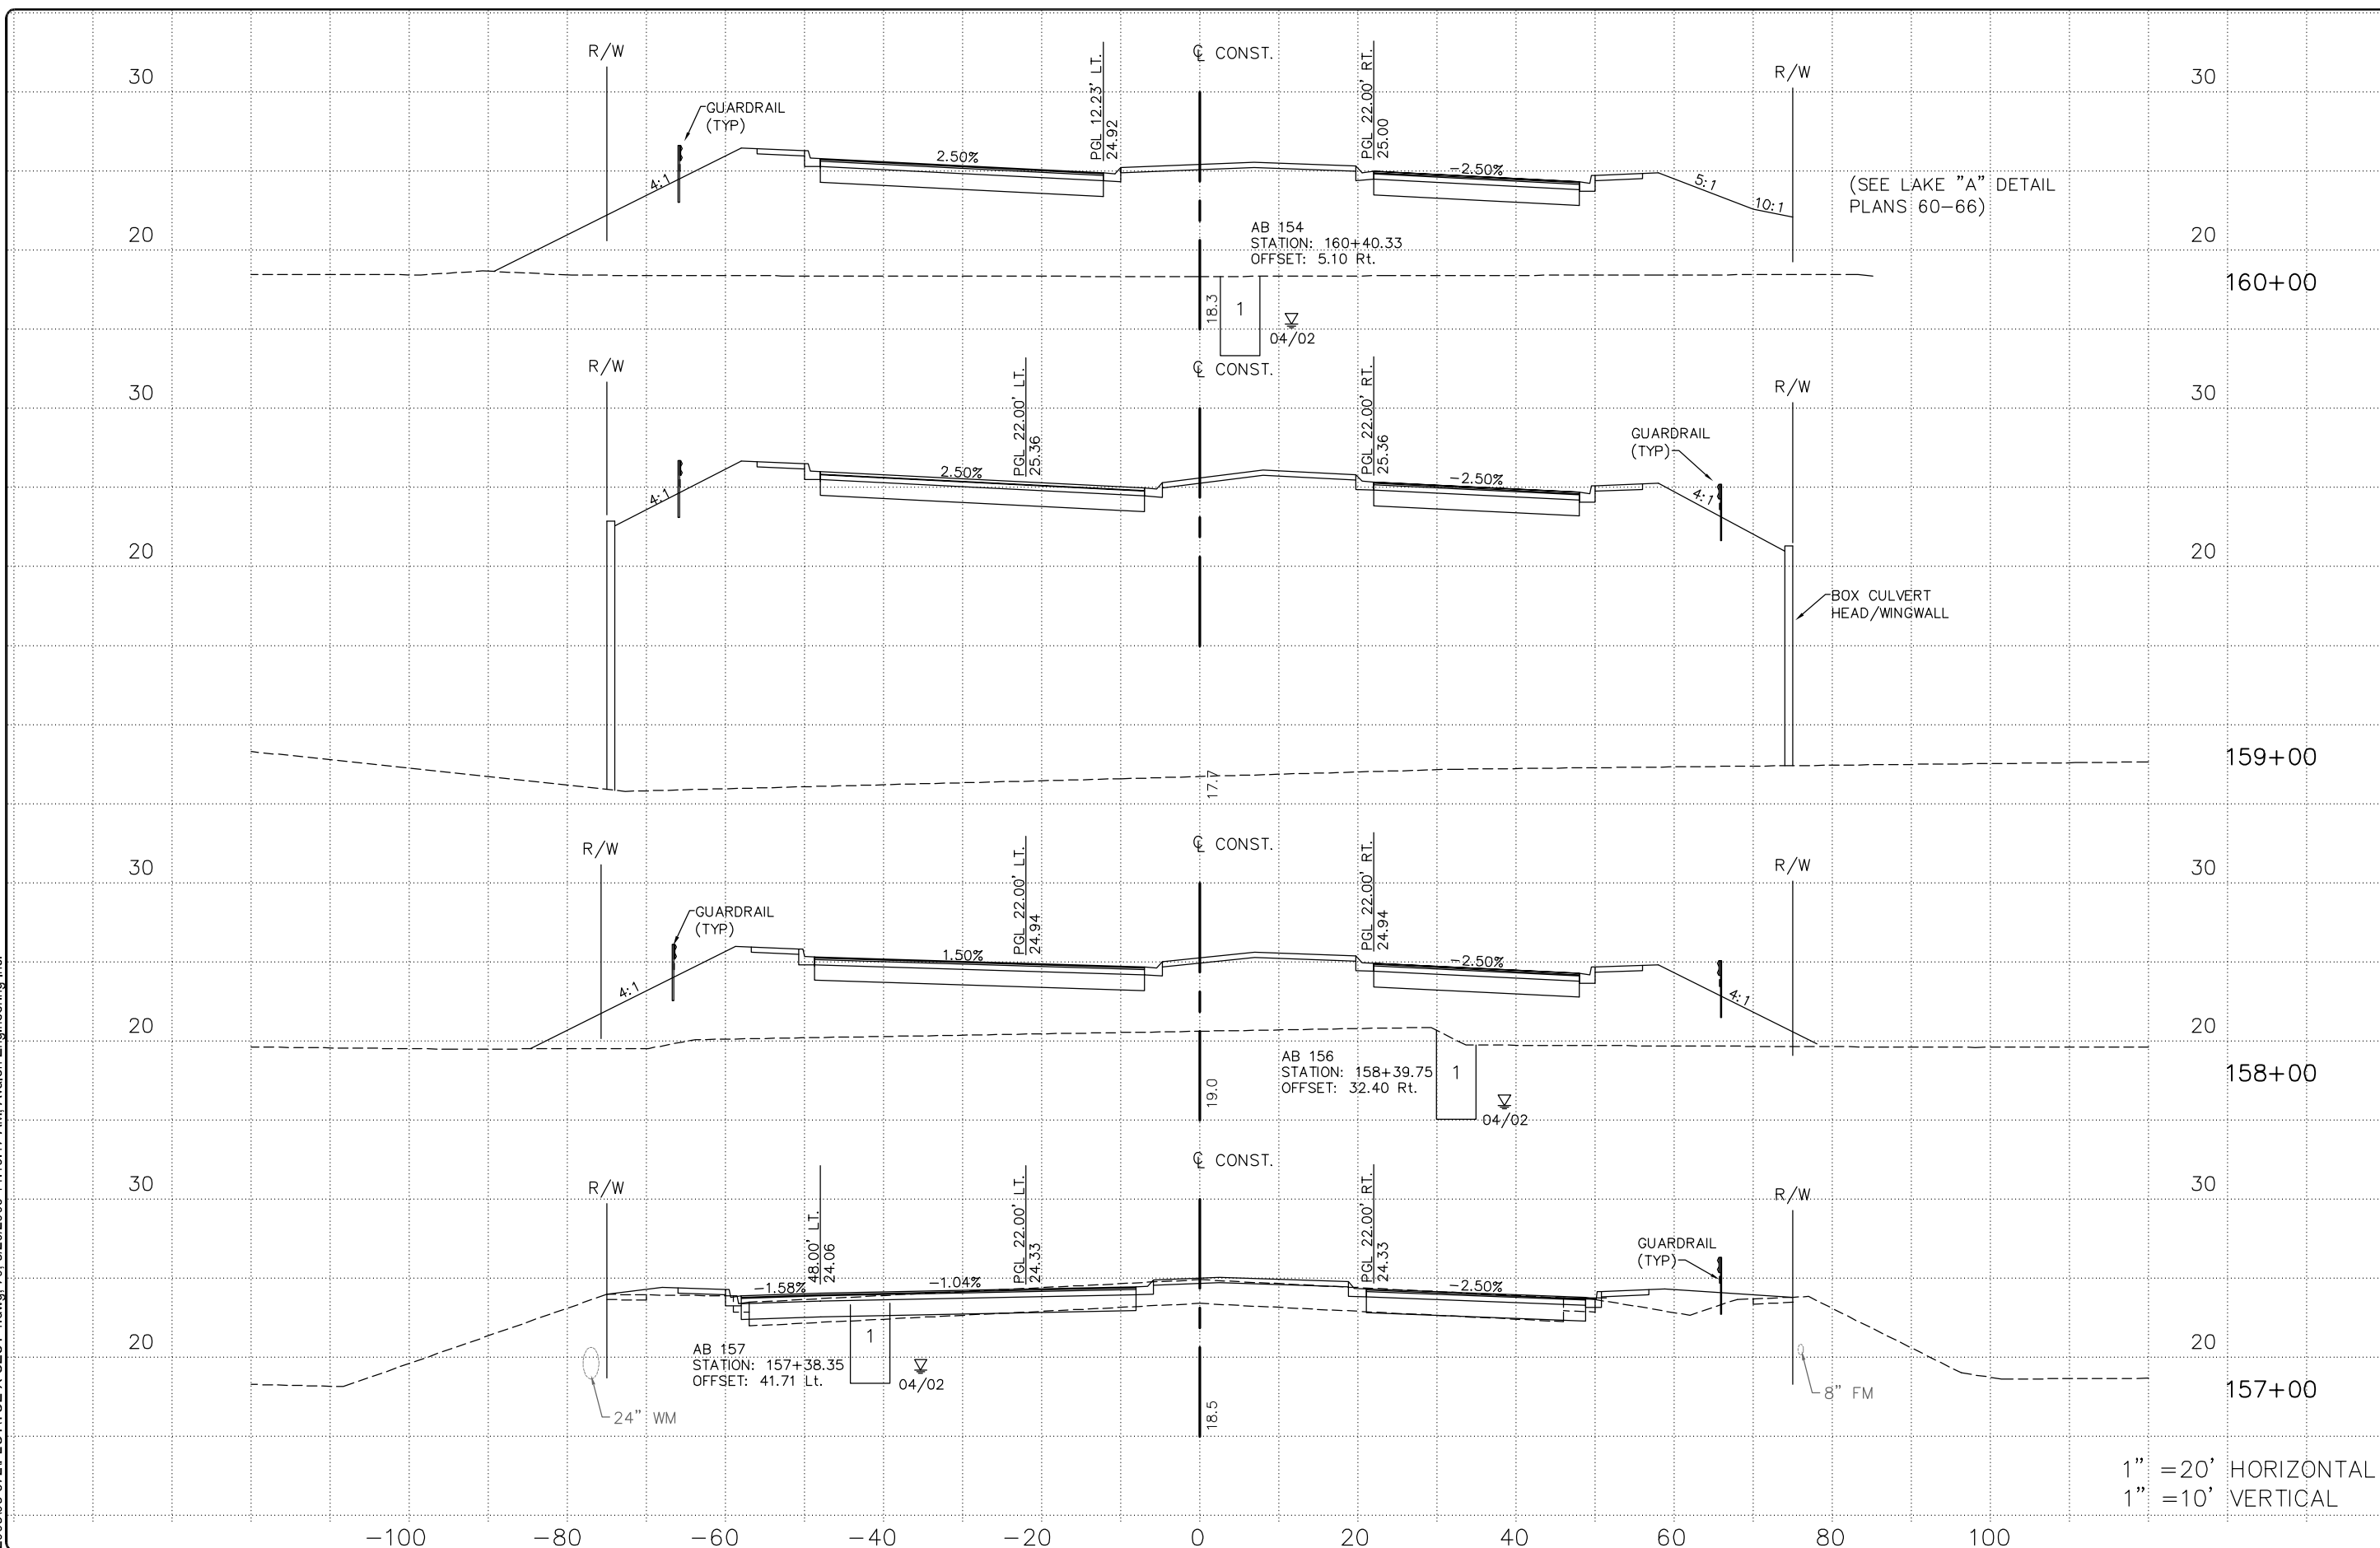 R/W
℄ CONST.
R/W
30
30
GUARDRAIL
(TYP)
PGL 12.23' LT.
24.92
PGL 22.00' RT.
25.00
4:1
2.50%
-2.50%
5:1
10:1
(SEE LAKE "A" DETAIL
PLANS 60-66)
20
20
AB 154
STATION: 160+40.33
OFFSET: 5.10 Rt.
160+00
18.3
1
04/02
R/W
℄ CONST.
R/W
30
30
PGL 22.00' LT.
25.36
PGL 22.00' RT.
25.36
GUARDRAIL
(TYP)
4:1
2.50%
-2.50%
4:1
20
20
BOX CULVERT
HEAD/WINGWALL
159+00
17.7
R/W
℄ CONST.
R/W
30
30
GUARDRAIL
(TYP)
PGL 22.00' LT.
24.94
PGL 22.00' RT.
24.94
4:1
1.50%
-2.50%
4:1
20
20
AB 156
STATION: 158+39.75
OFFSET: 32.40 Rt.
1
04/02
158+00
19.0
R/W
℄ CONST.
R/W
30
30
48.00' LT.
24.06
PGL 22.00' LT.
24.33
PGL 22.00' RT.
24.33
GUARDRAIL
(TYP)
-1.58%
-1.04%
-2.50%
20
20
AB 157
STATION: 157+38.35
OFFSET: 41.71 Lt.
1
04/02
157+00
24" WM
8" FM
18.5
1" =20' HORIZONTAL
1" =10' VERTICAL
-100 -80 -60 -40 -20 0 20 40 60 80 100